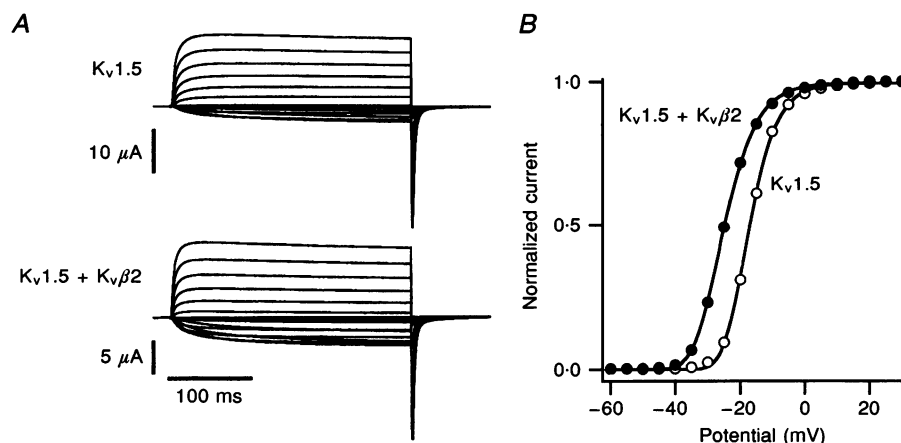 A
Kv1.5
10 μA
Kv1.5 + Kvβ2
5 μA
100 ms
B
Normalized current
1·0
0·5
0·0
Kv1.5 + Kvβ2
Kv1.5
−60
−40
−20
0
20
Potential (mV)